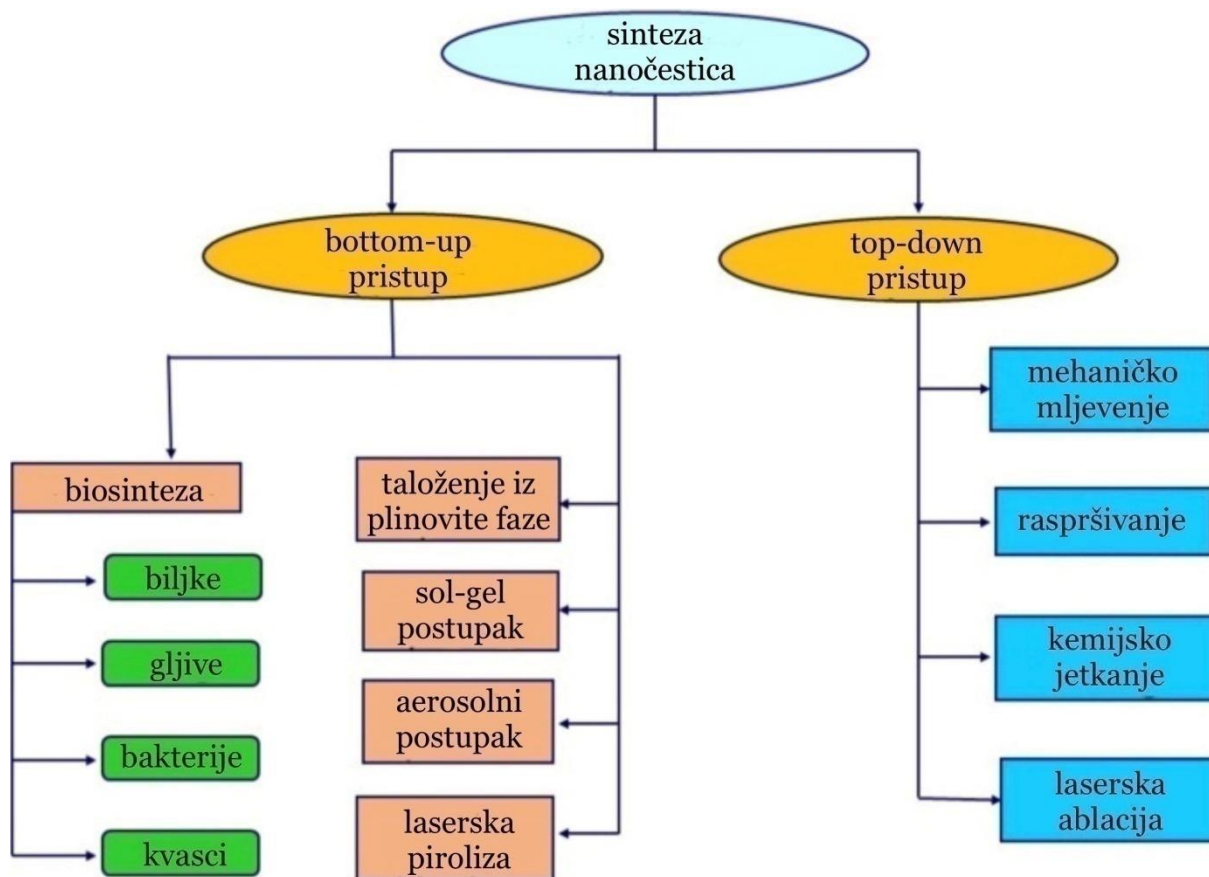 sinteza
nanočestica
bottom-up
pristup
top-down
pristup
biosinteza
biljke
gljive
bakterije
kvasci
taloženje iz
plinovite faze
sol-gel
postupak
aerosolni
postupak
laserska
piroliza
mehaničko
mljevenje
raspršivanje
kemijsko
jetkanje
laserska
ablacija